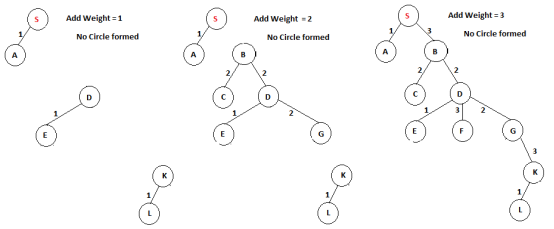 Add Weight = 1
No Circle formed
S
1
A
D
1
E
K
1
L
Add Weight = 2
No Circle formed
S
1
A
B
2
2
C
D
1
2
E
G
K
1
L
Add Weight = 3
No Circle formed
S
1
3
A
B
2
2
C
D
1
3
2
E
F
G
3
K
1
L